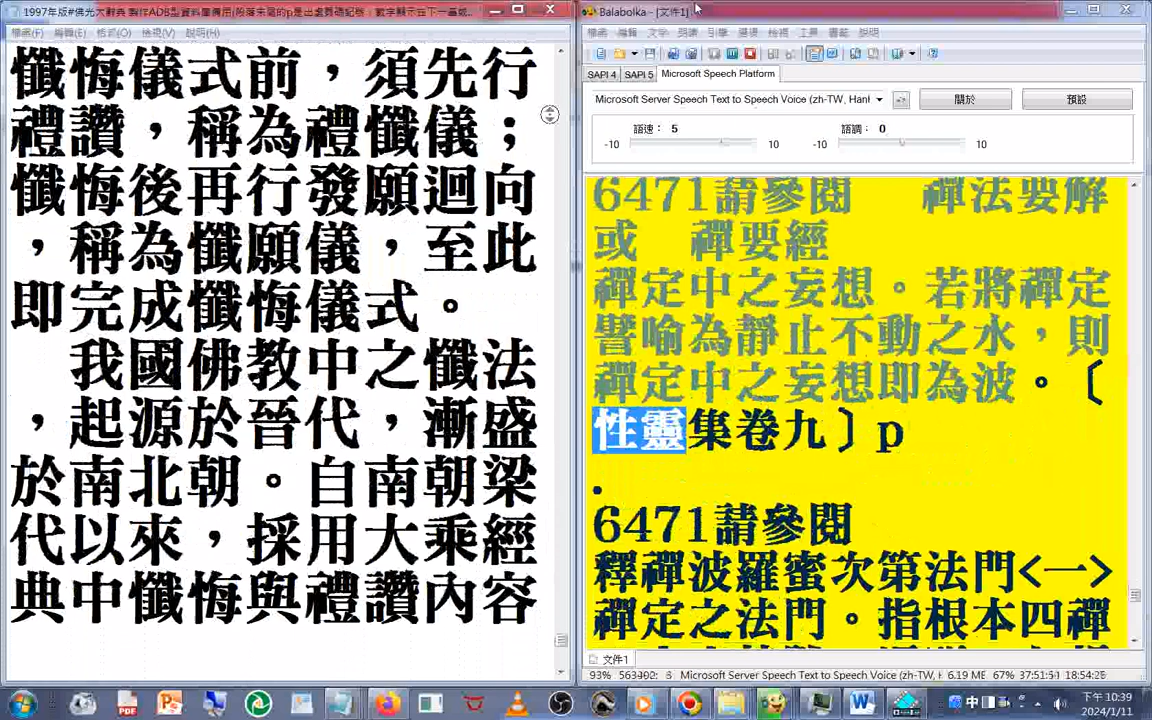 懺悔儀式前，須先行
禮讚，稱為禮懺儀；
懺悔後再行發願迴向
，稱為懺願儀，至此
即完成懺悔儀式。
我國佛教中之懺法
，起源於晉代，漸盛
於南北朝。自南朝梁
代以來，採用大乘經
典中懺悔與禮讚內容
Balabolka - [文件1]
SAPI 4 SAPI 5 Microsoft Speech Platform
Microsoft Server Speech Text to Speech Voice (zh-TW, Hanl
關於
預設
語速： 5
語調： 0
-10 10 -10 10
6471請參閱 禪法要解
或 禪要經
禪定中之妄想。若將禪定
譬喻為靜止不動之水，則
禪定中之妄想即為波。〔
性靈集卷九〕p
.
6471請參閱
釋禪波羅蜜次第法門<一>
禪定之法門。指根本四禪
文件1
Microsoft Server Speech Text to Speech Voice (zh-TW, H
6.19 ME
67%
93%
下午 10:39
2024/1/11